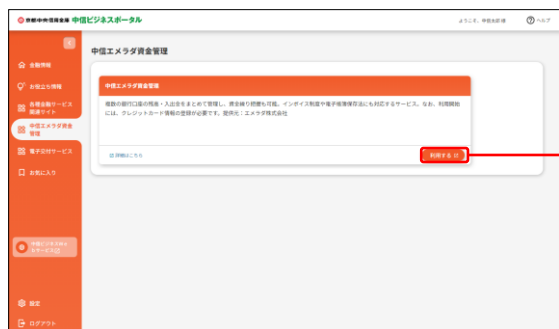 京都中央信用金庫 中信ビジネスポータル
ようこそ、
ヘルプ
中信エメラダ資金管理
金融情報
お役立ち情報
各種金融サービス
関連サイト
中信エメラダ資金
管理
電子交付サービス
お気に入り
中信エメラダ資金管理
複数の銀行口座の残高・入出金をまとめて管理し、資金繰り把握も可能。インボイス制度や電子帳簿保存法にも対応するサービス。なお、利用開始
には、クレジットカード情報の登録が必要です。提供元：エメラダ株式会社
詳細はこちら
利用する
設定
ログアウト